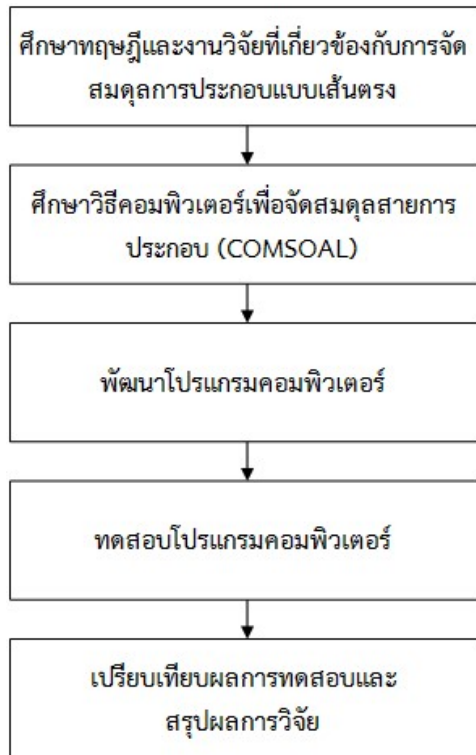 ศึกษาทฤษฎีและงานวิจัยที่เกี่ยวข้องกับการจัด
สมดุลการประกอบแบบเส้นตรง
ศึกษาวิธีคอมพิวเตอร์เพื่อจัดสมดุลสายการ
ประกอบ (COMSOAL)
พัฒนาโปรแกรมคอมพิวเตอร์
ทดสอบโปรแกรมคอมพิวเตอร์
เปรียบเทียบผลการทดสอบและ
สรุปผลการวิจัย